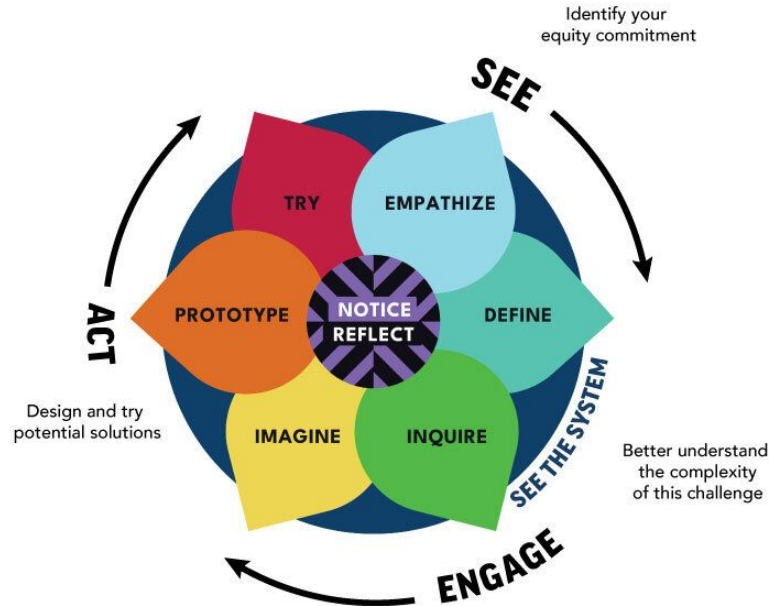 Identify your
equity commitment
SEE
TRY
EMPATHIZE
PROTOTYPE
NOTICE
REFLECT
DEFINE
ACT
Design and try
potential solutions
IMAGINE
INQUIRE
SEE THE SYSTEM
Better understand
the complexity
of this challenge
ENGAGE